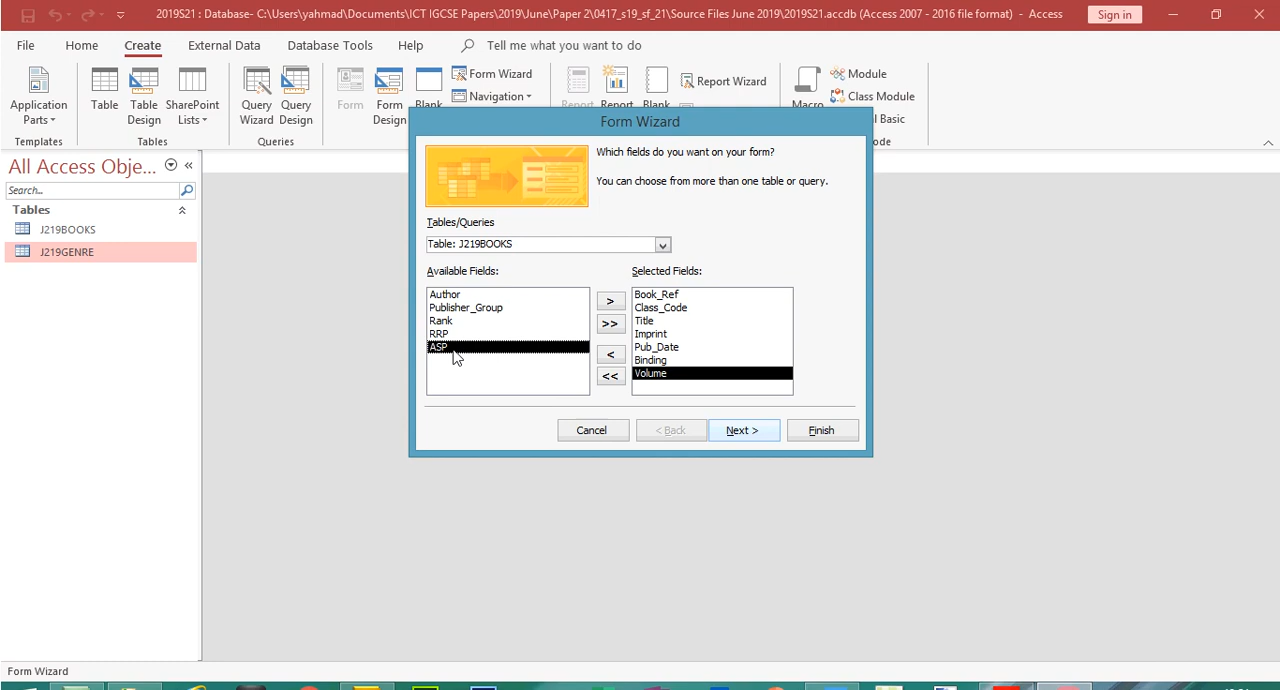 2019S21 : Database- C:\Users\yahmad\Documents\ICT IGCSE Papers\2019\June\Paper 2\0417_s19_sf_21\Source Files June 2019\2019S21.accdb (Access 2007 - 2016 file format) - Access
Sign in
File Home Create External Data Database Tools Help Tell me what you want to do
Application Parts
Table
Table Design
SharePoint Lists
Query Wizard
Query Design
Form
Form Design
Blank
Form Wizard
Navigation
Report
Report
Blank
Report Wizard
Macro
Module
Class Module
l Basic
Templates
Tables
Queries
ode
All Access Obje...
Search...
Tables
J219BOOKS
J219GENRE
Form Wizard
Which fields do you want on your form?
You can choose from more than one table or query.
Tables/Queries
Table: J219BOOKS
Available Fields:
Selected Fields:
Author
Publisher_Group
Rank
RRP
ASP
>
>>
<
<<
Book_Ref
Class_Code
Title
Imprint
Pub_Date
Binding
Volume
Cancel
< Back
Next >
Finish
Form Wizard